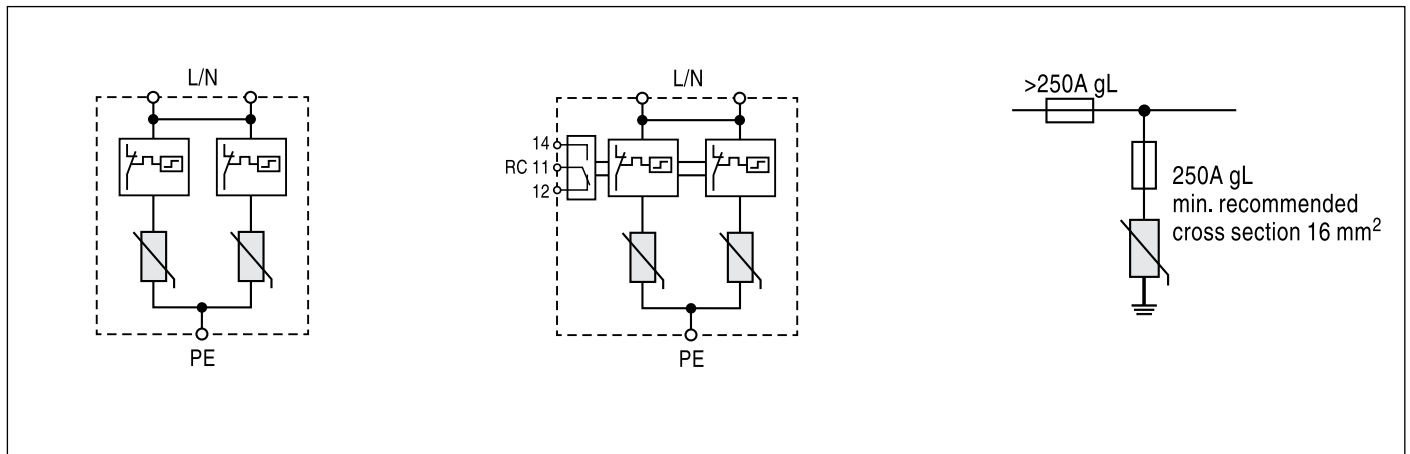 L/N
PE
L/N
14
RC 11
12
PE
>250A gL
250A gL
min. recommended
cross section 16 mm²